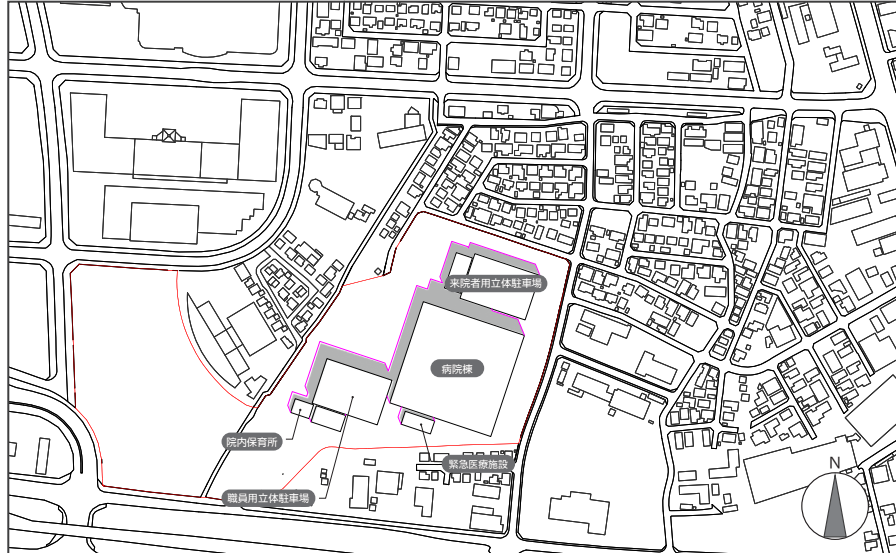 来院者用立体駐車場
病院棟
院内保育所
緊急医療施設
職員用立体駐車場
N